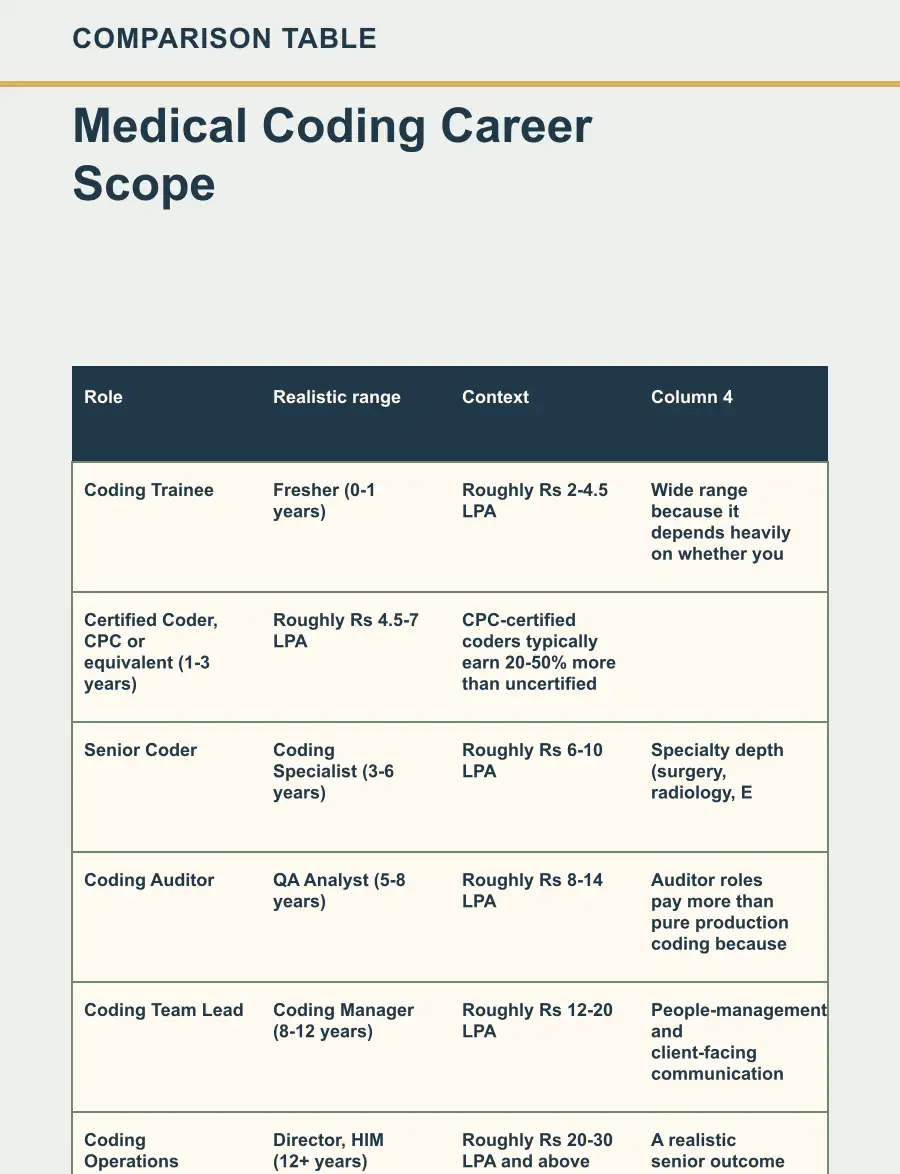 COMPARISON TABLE
Medical Coding Career
Scope
Role
Realistic range
Context
Column 4
Coding Trainee
Fresher (0-1
years)
Roughly Rs 2-4.5
LPA
Wide range
because it
depends heavily
on whether you
Certified Coder,
CPC or
equivalent (1-3
years)
Roughly Rs 4.5-7
LPA
CPC-certified
coders typically
earn 20-50% more
than uncertified
Senior Coder
Coding
Specialist (3-6
years)
Roughly Rs 6-10
LPA
Specialty depth
(surgery,
radiology, E
Coding Auditor
QA Analyst (5-8
years)
Roughly Rs 8-14
LPA
Auditor roles
pay more than
pure production
coding because
Coding Team Lead
Coding Manager
(8-12 years)
Roughly Rs 12-20
LPA
People-management
and
client-facing
communication
Coding
Operations
Director, HIM
(12+ years)
Roughly Rs 20-30
LPA and above
A realistic
senior outcome